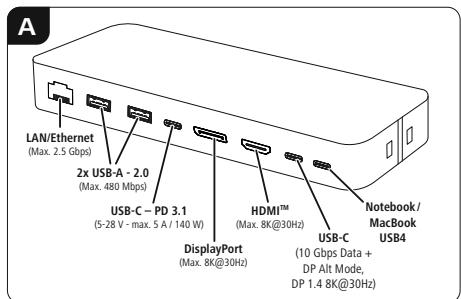 A
LAN/Ethernet
(Max. 2.5 Gbps)
2x USB-A - 2.0
(Max. 480 Mbps)
USB-C – PD 3.1
(5-28 V - max. 5 A / 140 W)
DisplayPort
(Max. 8K@30Hz)
HDMI™
(Max. 8K@30Hz)
USB-C
(10 Gbps Data +
DP Alt Mode,
DP 1.4 8K@30Hz)
Notebook/
MacBook
USB4